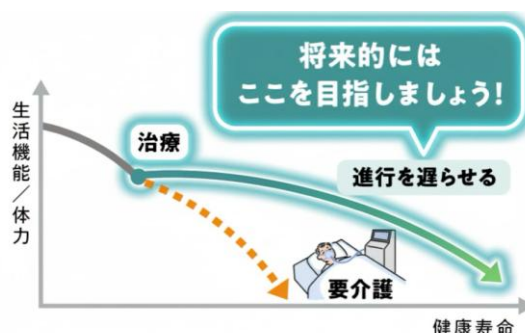 将来的には
ここを目指しましょう!
生活機能/体力
治療
進行を遅らせる
要介護
健康寿命